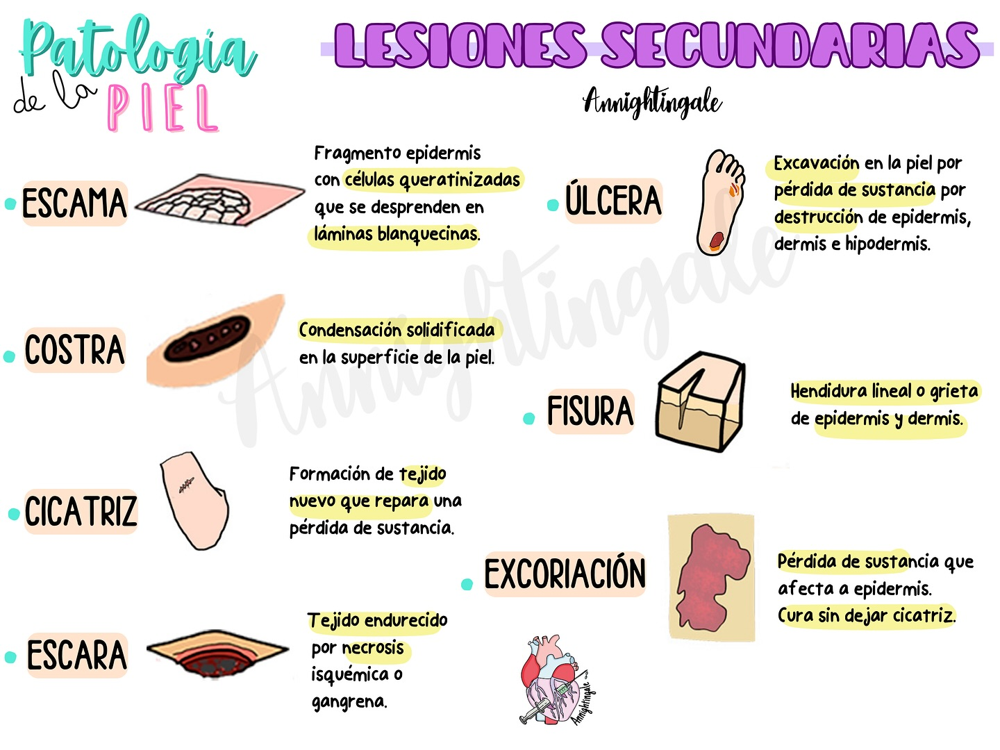 Patología
de la
PIEL
LESIONES SECUNDARIAS
Annightingale
ESCAMA
Fragmento epidermis
con células queratinizadas
que se desprenden en
láminas blanquecinas.
COSTRA
Condensación solidificada
en la superficie de la piel.
CICATRIZ
Formación de tejido
nuevo que repara una
pérdida de sustancia.
ESCARA
Tejido endurecido
por necrosis
isquémica o
gangrena.
ÚLCERA
Excavación en la piel por
pérdida de sustancia por
destrucción de epidermis,
dermis e hipodermis.
FISURA
Hendidura lineal o grieta
de epidermis y dermis.
EXCORIACIÓN
Pérdida de sustancia que
afecta a epidermis.
Cura sin dejar cicatriz.
Annightingale
Annightingale